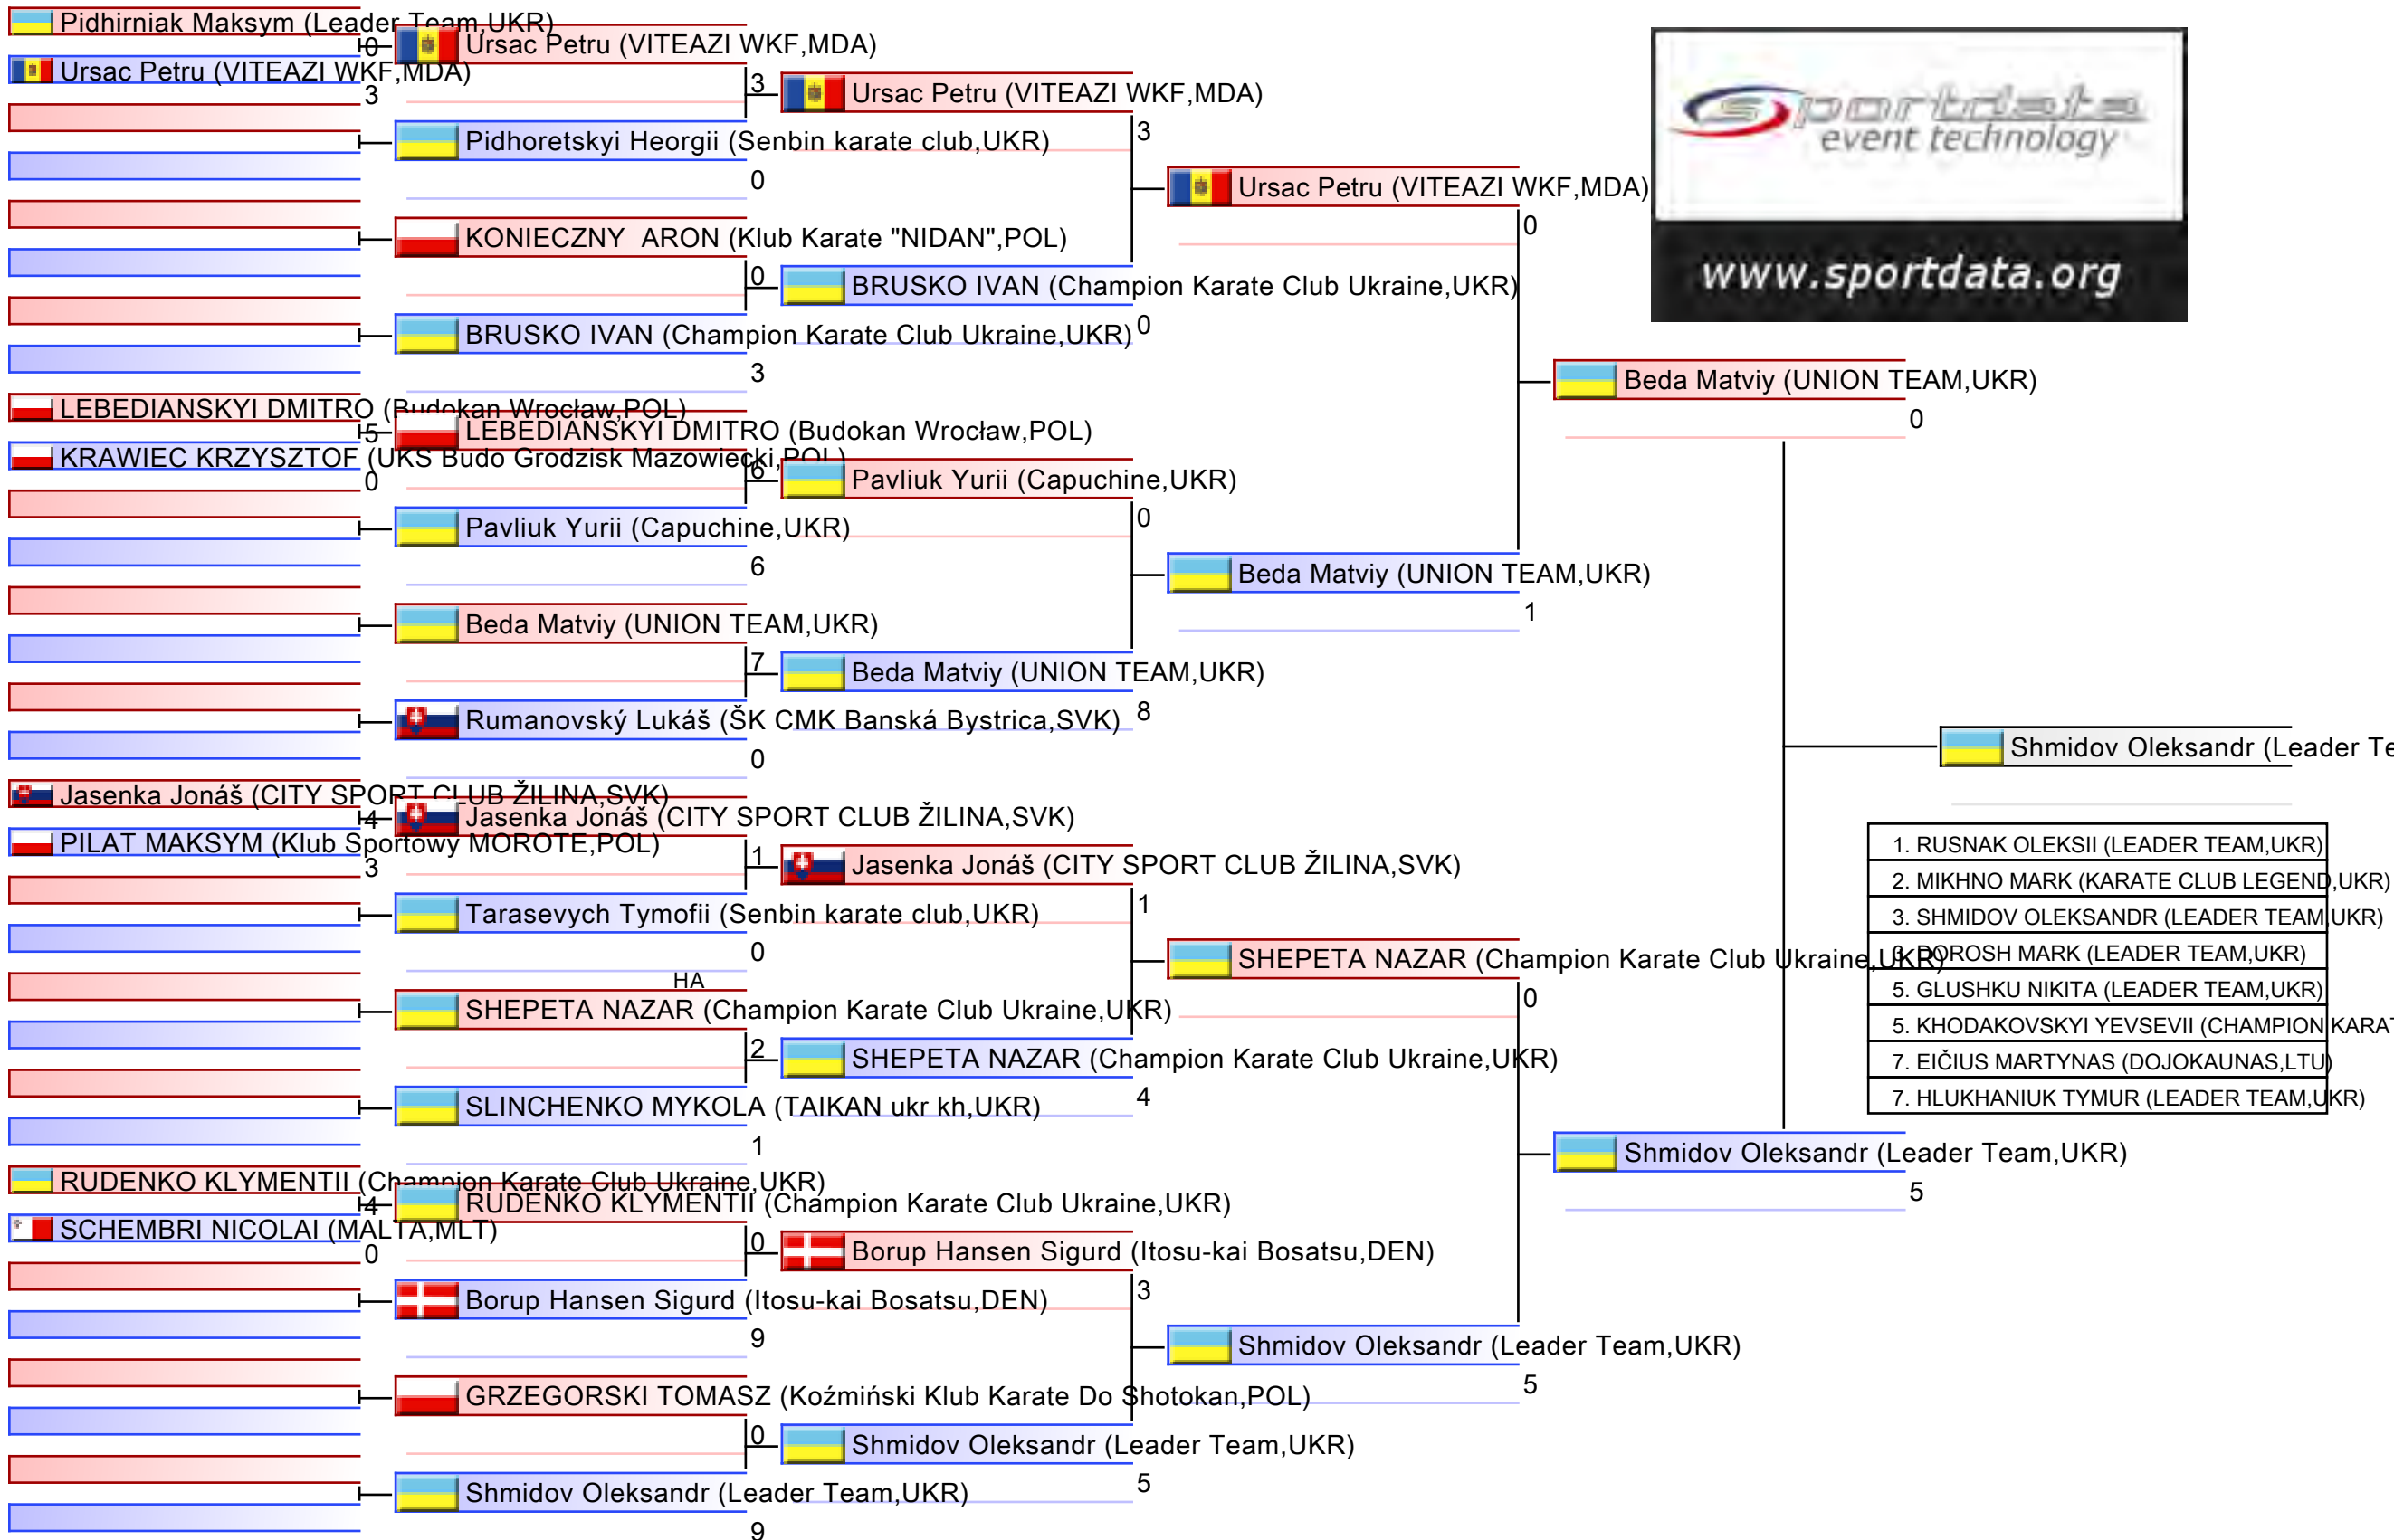 Pidhirniak Maksym (Leader Team,UKR)
0
Ursac Petru (VITEAZI WKF,MDA)
3
LEBEDIANSKYI DMITRO (Budokan Wrocław,POL)
5
KRAWIEC KRZYSZTOF (UKS Budo Grodzisk Mazowiecki,POL)
0
Jasenka Jonáš (CITY SPORT CLUB ŽILINA,SVK)
4
PILAT MAKSYM (Klub Sportowy MOROTE,POL)
3
RUDENKO KLYMENTII (Champion Karate Club Ukraine,UKR)
4
SCHEMBRI NICOLAI (MALTA,MLT)
0
Ursac Petru (VITEAZI WKF,MDA)
3
Pidhoretskyi Heorgii (Senbin karate club,UKR)
0
KONIECZNY  ARON (Klub Karate "NIDAN",POL)
0
BRUSKO IVAN (Champion Karate Club Ukraine,UKR)
3
LEBEDIANSKYI DMITRO (Budokan Wrocław,POL)
6
Pavliuk Yurii (Capuchine,UKR)
6
Beda Matviy (UNION TEAM,UKR)
7
Rumanovský Lukáš (ŠK CMK Banská Bystrica,SVK)
0
Jasenka Jonáš (CITY SPORT CLUB ŽILINA,SVK)
1
Tarasevych Tymofii (Senbin karate club,UKR)
0
HA
SHEPETA NAZAR (Champion Karate Club Ukraine,UKR)
2
SLINCHENKO MYKOLA (TAIKAN ukr kh,UKR)
1
RUDENKO KLYMENTII (Champion Karate Club Ukraine,UKR)
0
Borup Hansen Sigurd (Itosu-kai Bosatsu,DEN)
9
GRZEGORSKI TOMASZ (Koźmiński Klub Karate Do Shotokan,POL)
0
Shmidov Oleksandr (Leader Team,UKR)
9
Ursac Petru (VITEAZI WKF,MDA)
3
BRUSKO IVAN (Champion Karate Club Ukraine,UKR)
0
Pavliuk Yurii (Capuchine,UKR)
0
Beda Matviy (UNION TEAM,UKR)
8
Jasenka Jonáš (CITY SPORT CLUB ŽILINA,SVK)
1
SHEPETA NAZAR (Champion Karate Club Ukraine,UKR)
4
Borup Hansen Sigurd (Itosu-kai Bosatsu,DEN)
3
Shmidov Oleksandr (Leader Team,UKR)
5
Ursac Petru (VITEAZI WKF,MDA)
0
Beda Matviy (UNION TEAM,UKR)
1
SHEPETA NAZAR (Champion Karate Club Ukraine,UKR)
0
Shmidov Oleksandr (Leader Team,UKR)
5
Beda Matviy (UNION TEAM,UKR)
0
Shmidov Oleksandr (Leader Team,UKR)
5
Shmidov Oleksandr (Leader Te
sportdata
event technology
www.sportdata.org
1. RUSNAK OLEKSII (LEADER TEAM,UKR)
2. MIKHNO MARK (KARATE CLUB LEGEND,UKR)
3. SHMIDOV OLEKSANDR (LEADER TEAM,UKR)
3. DOROSH MARK (LEADER TEAM,UKR)
5. GLUSHKU NIKITA (LEADER TEAM,UKR)
5. KHODAKOVSKYI YEVSEVII (CHAMPION KARAT
7. EIČIUS MARTYNAS (DOJOKAUNAS,LTU)
7. HLUKHANIUK TYMUR (LEADER TEAM,UKR)